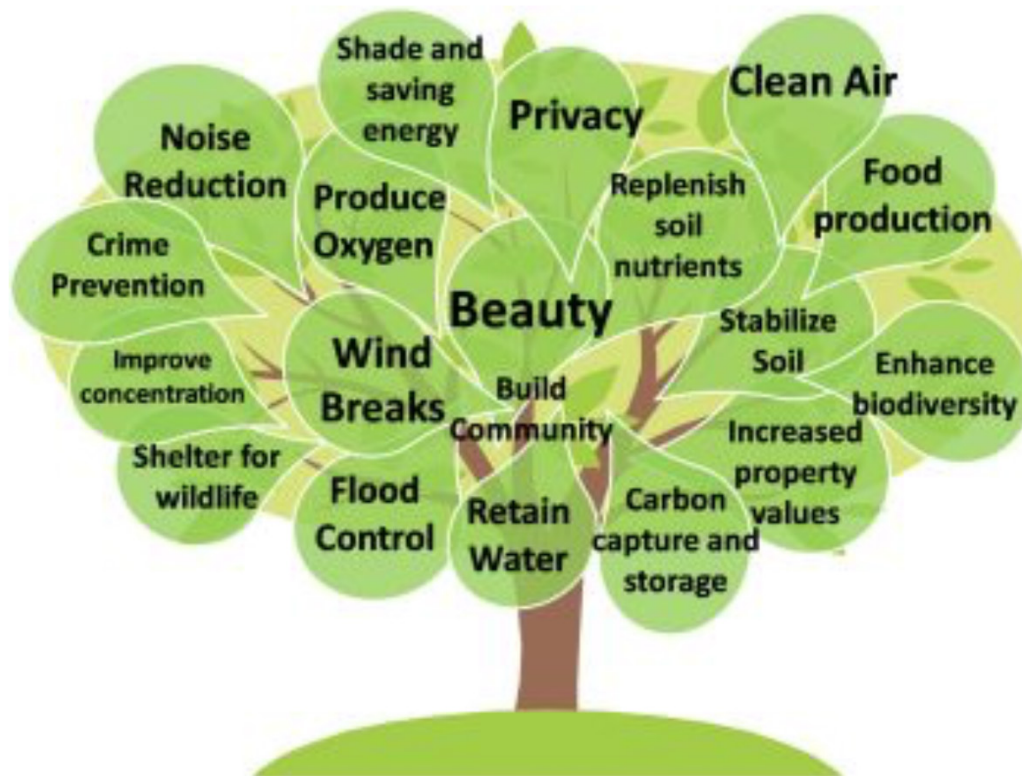 Shade and
saving
energy
Privacy
Clean Air
Noise
Reduction
Produce
Oxygen
Replenish
soil
nutrients
Food
production
Crime
Prevention
Beauty
Stabilize
Soil
Improve
concentration
Wind
Breaks
Build
Community
Enhance
biodiversity
Shelter for
wildlife
Flood
Control
Retain
Water
Carbon
capture and
storage
Increased
property
values